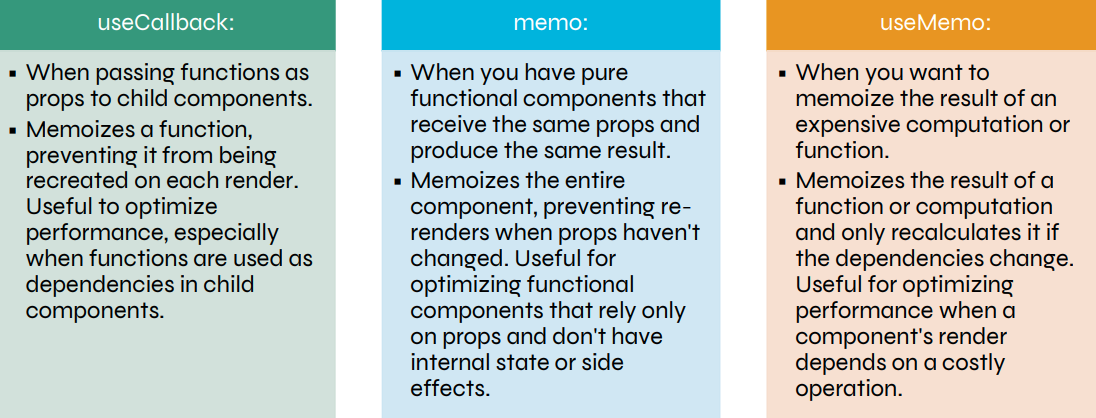 useCallback:
▪ When passing functions as
props to child components.
▪ Memoizes a function,
preventing it from being
recreated on each render.
Useful to optimize
performance, especially
when functions are used as
dependencies in child
components.
memo:
▪ When you have pure
functional components that
receive the same props and
produce the same result.
▪ Memoizes the entire
component, preventing re-
renders when props haven't
changed. Useful for
optimizing functional
components that rely only
on props and don't have
internal state or side
effects.
useMemo:
▪ When you want to
memoize the result of an
expensive computation or
function.
▪ Memoizes the result of a
function or computation
and only recalculates it if
the dependencies change.
Useful for optimizing
performance when a
component's render
depends on a costly
operation.